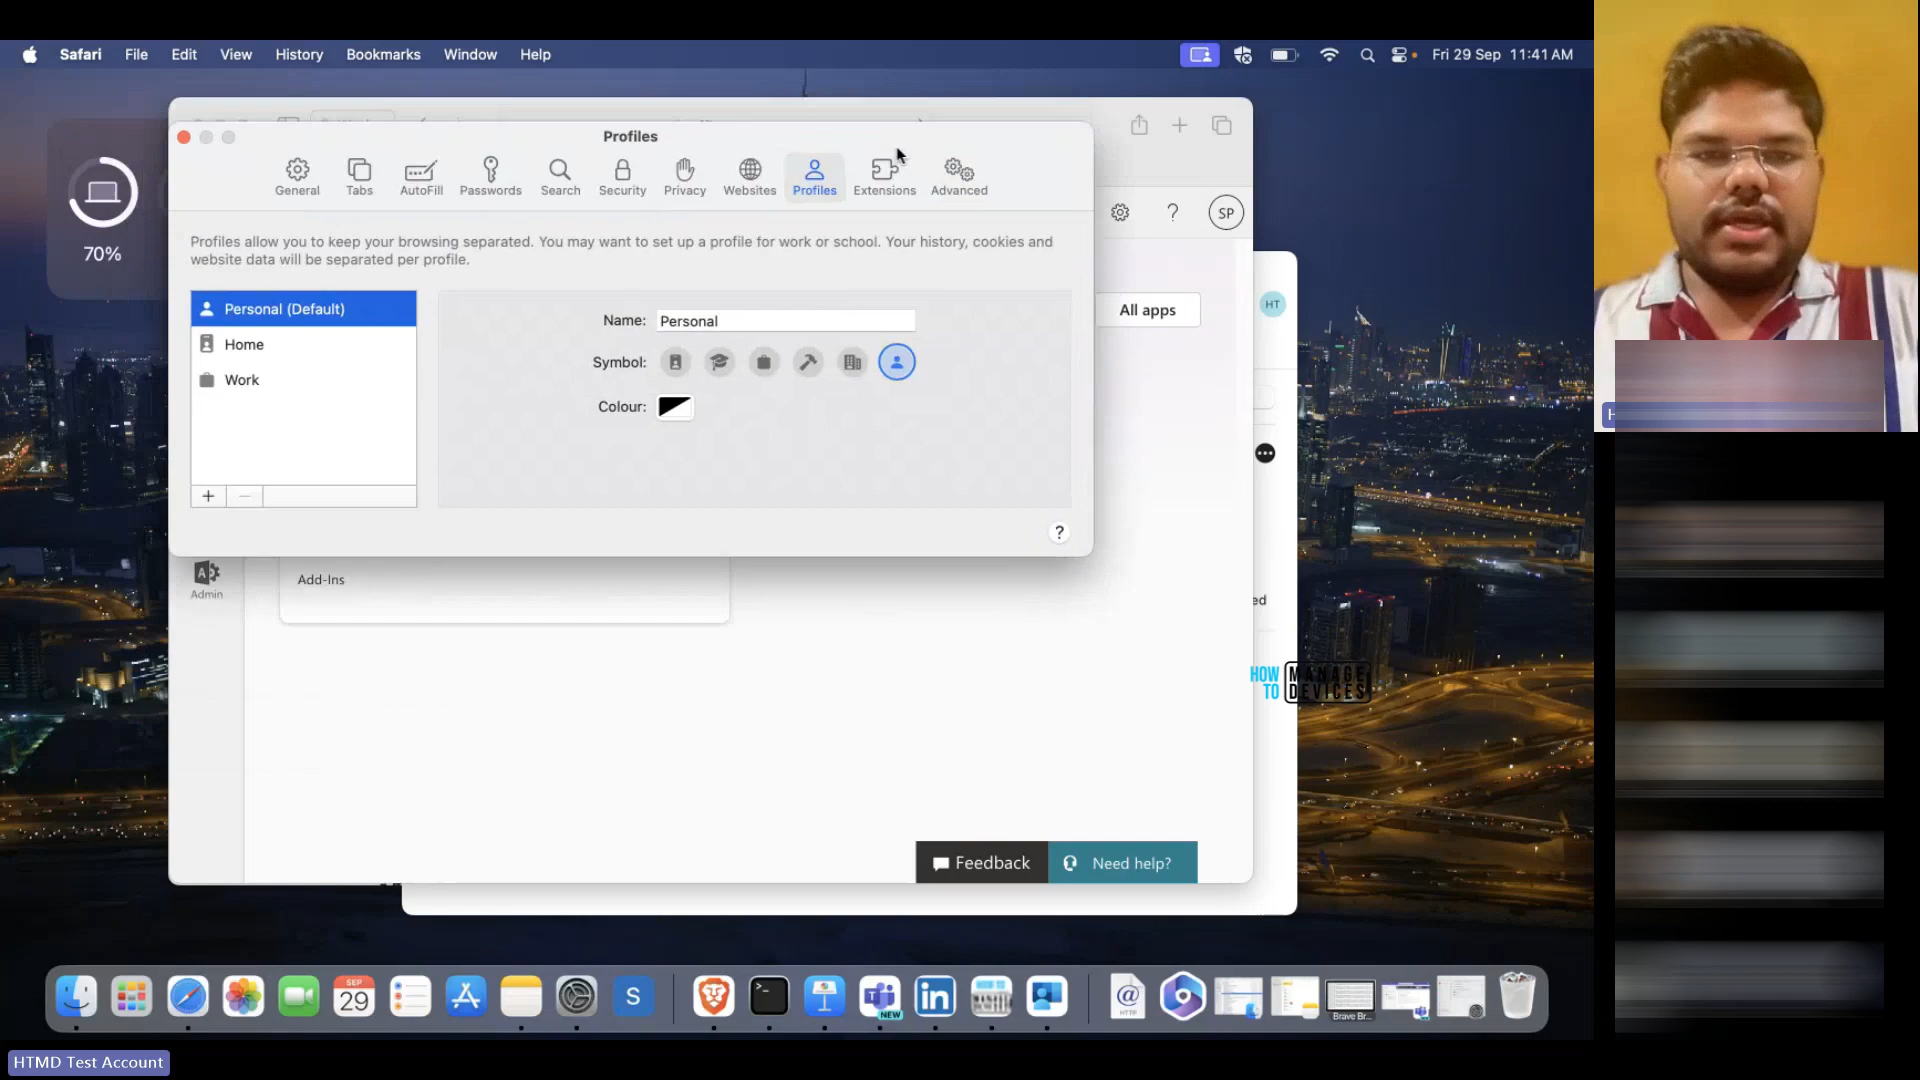 Safari File Edit View History Bookmarks Window Help
Fri 29 Sep 11:41 AM
Profiles
General Tabs AutoFill Passwords Search Security Privacy Websites Profiles Extensions Advanced
70%
Profiles allow you to keep your browsing separated. You may want to set up a profile for work or school. Your history, cookies and
website data will be separated per profile.
Personal (Default)
Home
Work
+ −
Name: Personal
Symbol:
Colour:
?
? SP
All apps
HT
ed
Admin
Add-Ins
HOW TO MANAGE DEVICES
Feedback
Need help?
SEP
29
S
NEW
in
@
HTTP
Brave Br...
H
HTMD Test Account